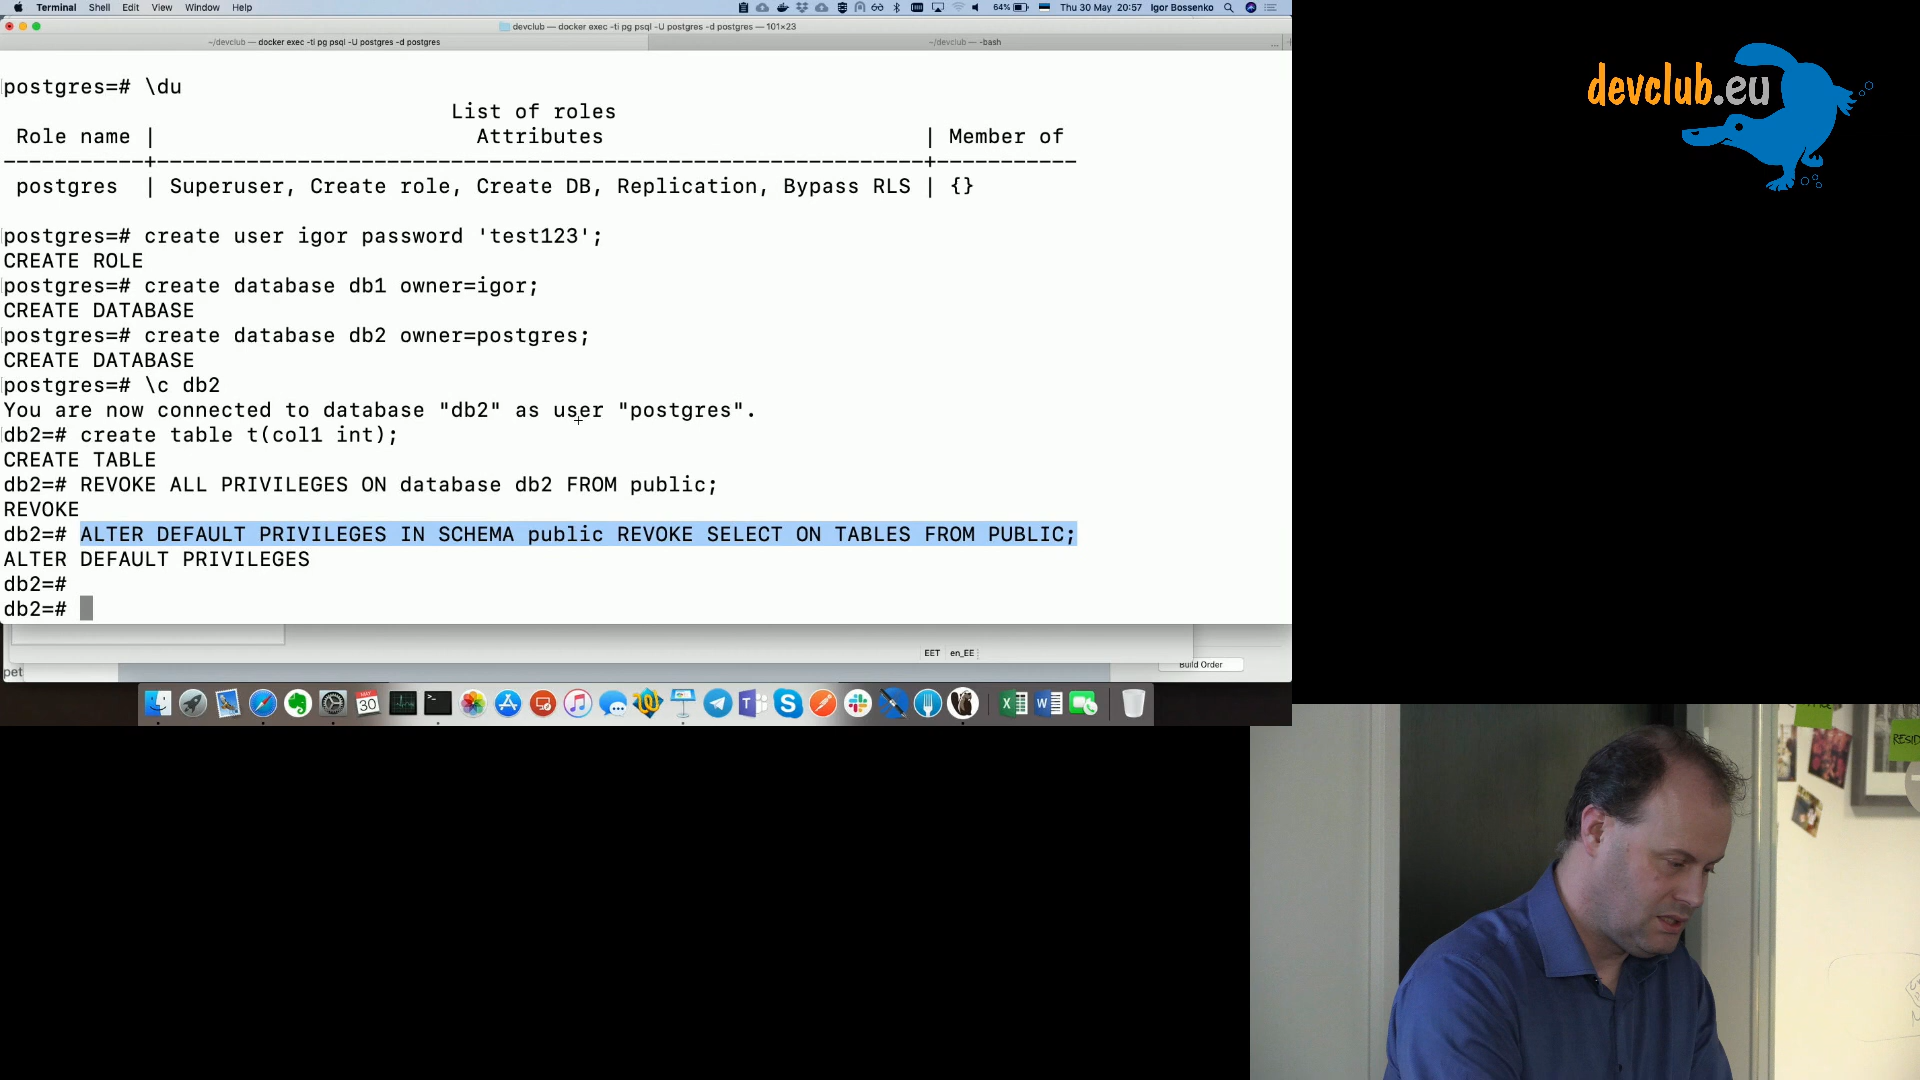 Terminal Shell Edit View Window Help 64% Thu 30 May 20:57 Igor Bossenko
devclub — docker exec -ti pg psql -U postgres -d postgres — 101×23
~/devclub — docker exec -ti pg psql -U postgres -d postgres ~/devclub — -bash ...
postgres=# \du
List of roles
Role name | Attributes | Member of
-----------+------------------------------------------------------------+-----------
postgres | Superuser, Create role, Create DB, Replication, Bypass RLS | {}
postgres=# create user igor password 'test123';
CREATE ROLE
postgres=# create database db1 owner=igor;
CREATE DATABASE
postgres=# create database db2 owner=postgres;
CREATE DATABASE
postgres=# \c db2
You are now connected to database "db2" as user "postgres".
db2=# create table t(col1 int);
CREATE TABLE
db2=# REVOKE ALL PRIVILEGES ON database db2 FROM public;
REVOKE
db2=# ALTER DEFAULT PRIVILEGES IN SCHEMA public REVOKE SELECT ON TABLES FROM PUBLIC;
ALTER DEFAULT PRIVILEGES
db2=#
db2=#
EET en_EE
pet
Build Order
MAY
30
devclub.eu